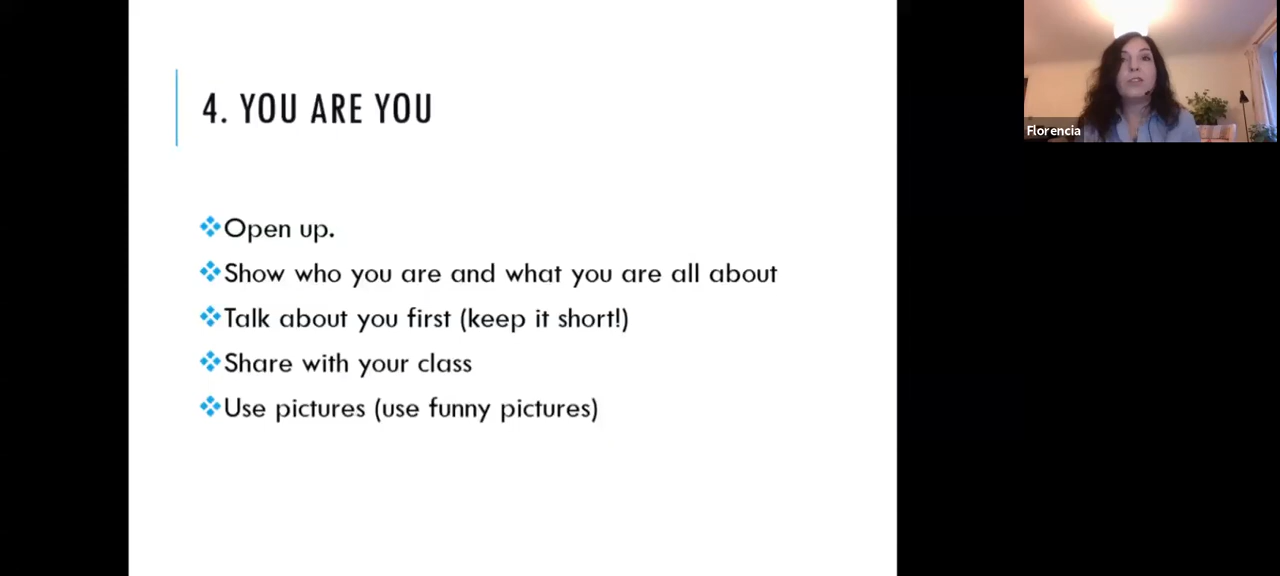 4. YOU ARE YOU
Open up.
Show who you are and what you are all about
Talk about you first (keep it short!)
Share with your class
Use pictures (use funny pictures)
Florencia